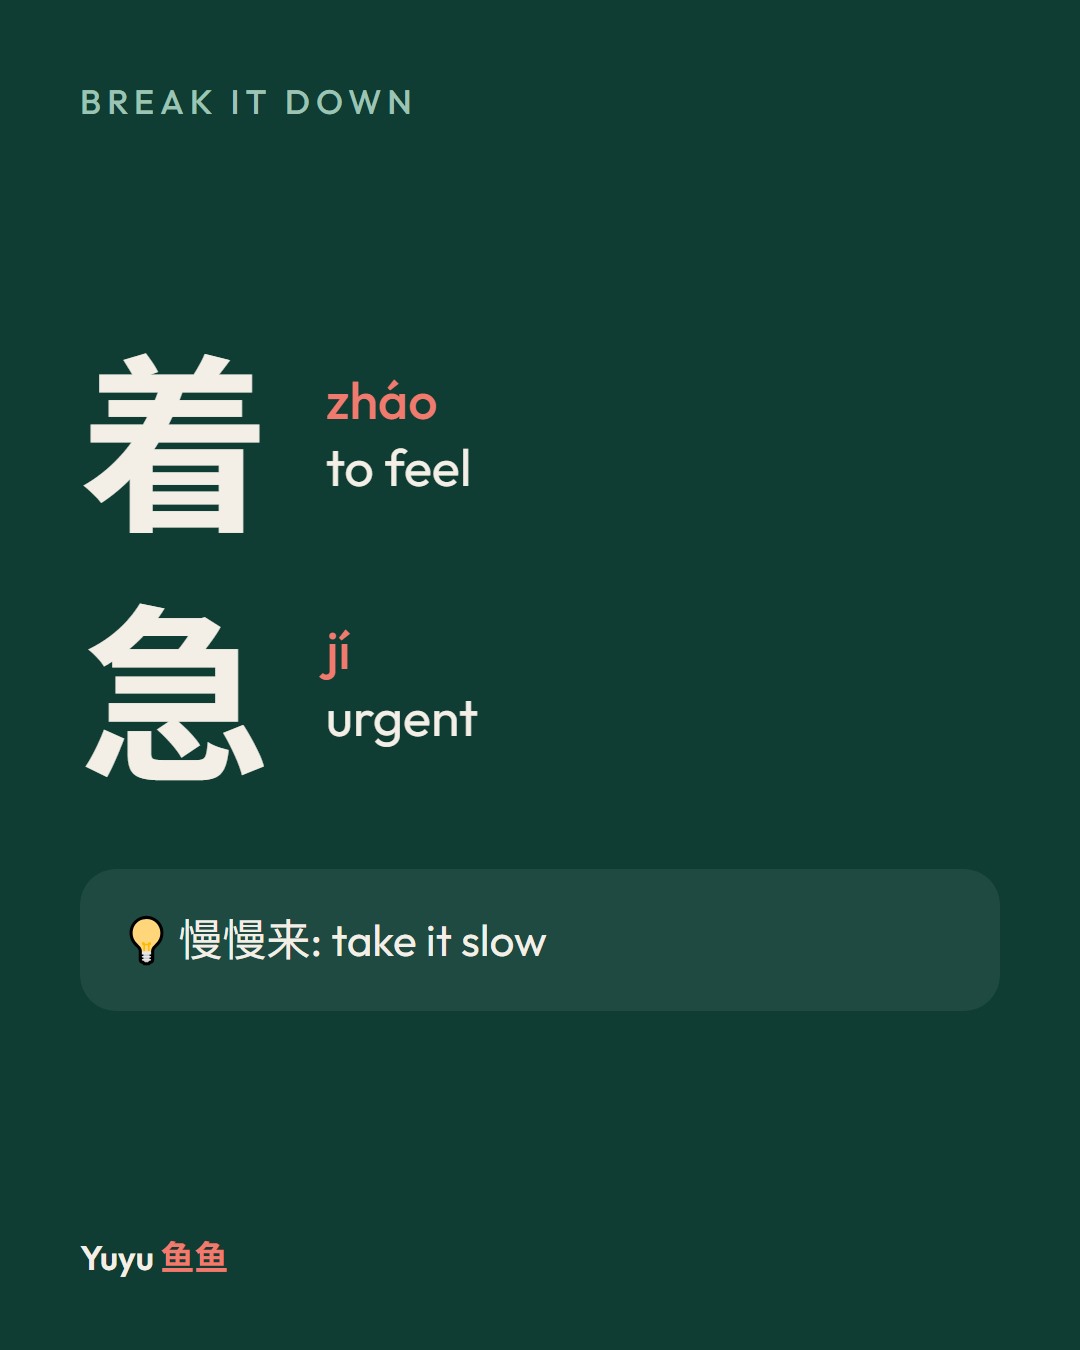 BREAK IT DOWN
着
zháo
to feel
急
jí
urgent
💡 慢慢来: take it slow
Yuyu 鱼鱼